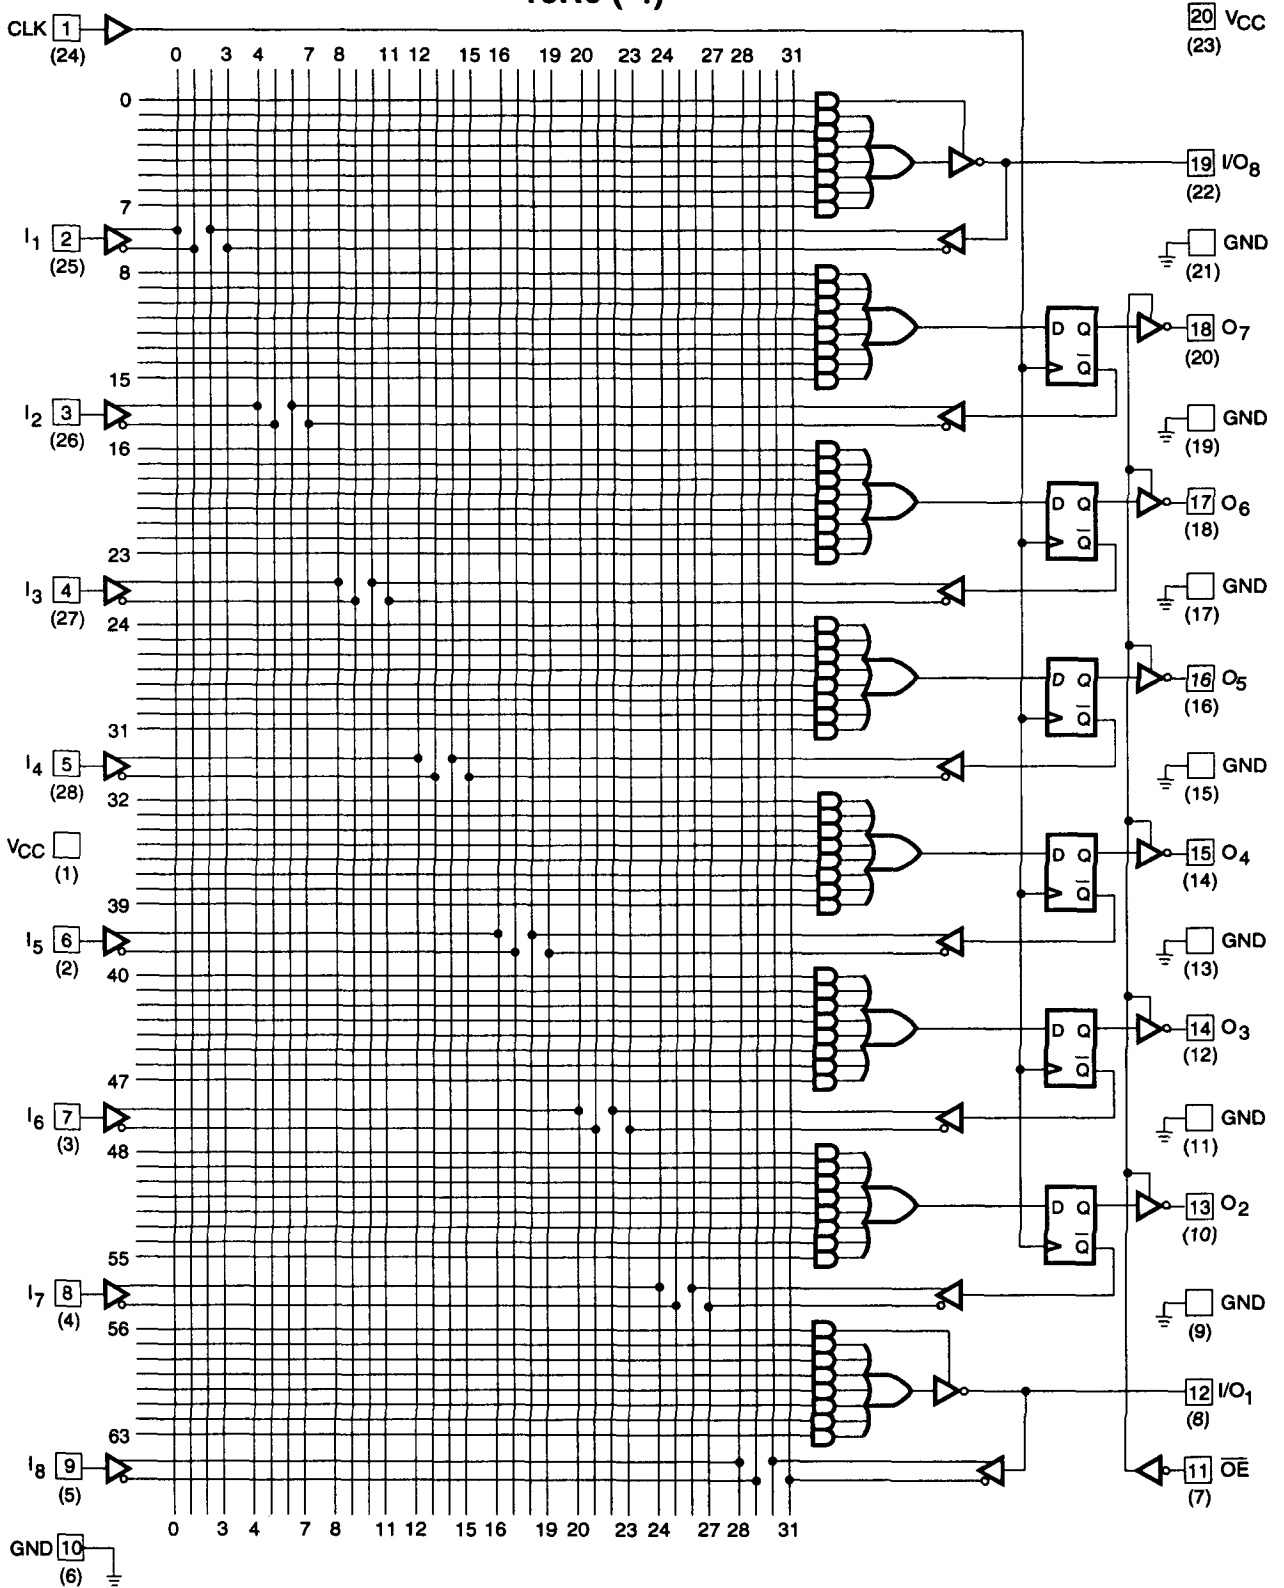 20 VCC
(23)
CLK 1
(24)
0 3 4 7 8 11 12 15 16 19 20 23 24 27 28 31
0
19 I/O8
(22)
7
I1 2
(25)
GND
(21)
8
D Q
Q
18 O7
(20)
15
I2 3
(26)
GND
(19)
16
D Q
Q
17 O6
(18)
23
I3 4
(27)
GND
(17)
24
D Q
Q
16 O5
(16)
31
I4 5
(28)
GND
(15)
32
VCC
(1)
D Q
Q
15 O4
(14)
39
I5 6
(2)
GND
(13)
40
D Q
Q
14 O3
(12)
47
I6 7
(3)
GND
(11)
48
D Q
Q
13 O2
(10)
55
I7 8
(4)
GND
(9)
56
12 I/O1
(8)
63
I8 9
(5)
11 OE
(7)
0 3 4 7 8 11 12 15 16 19 20 23 24 27 28 31
GND 10
(6)